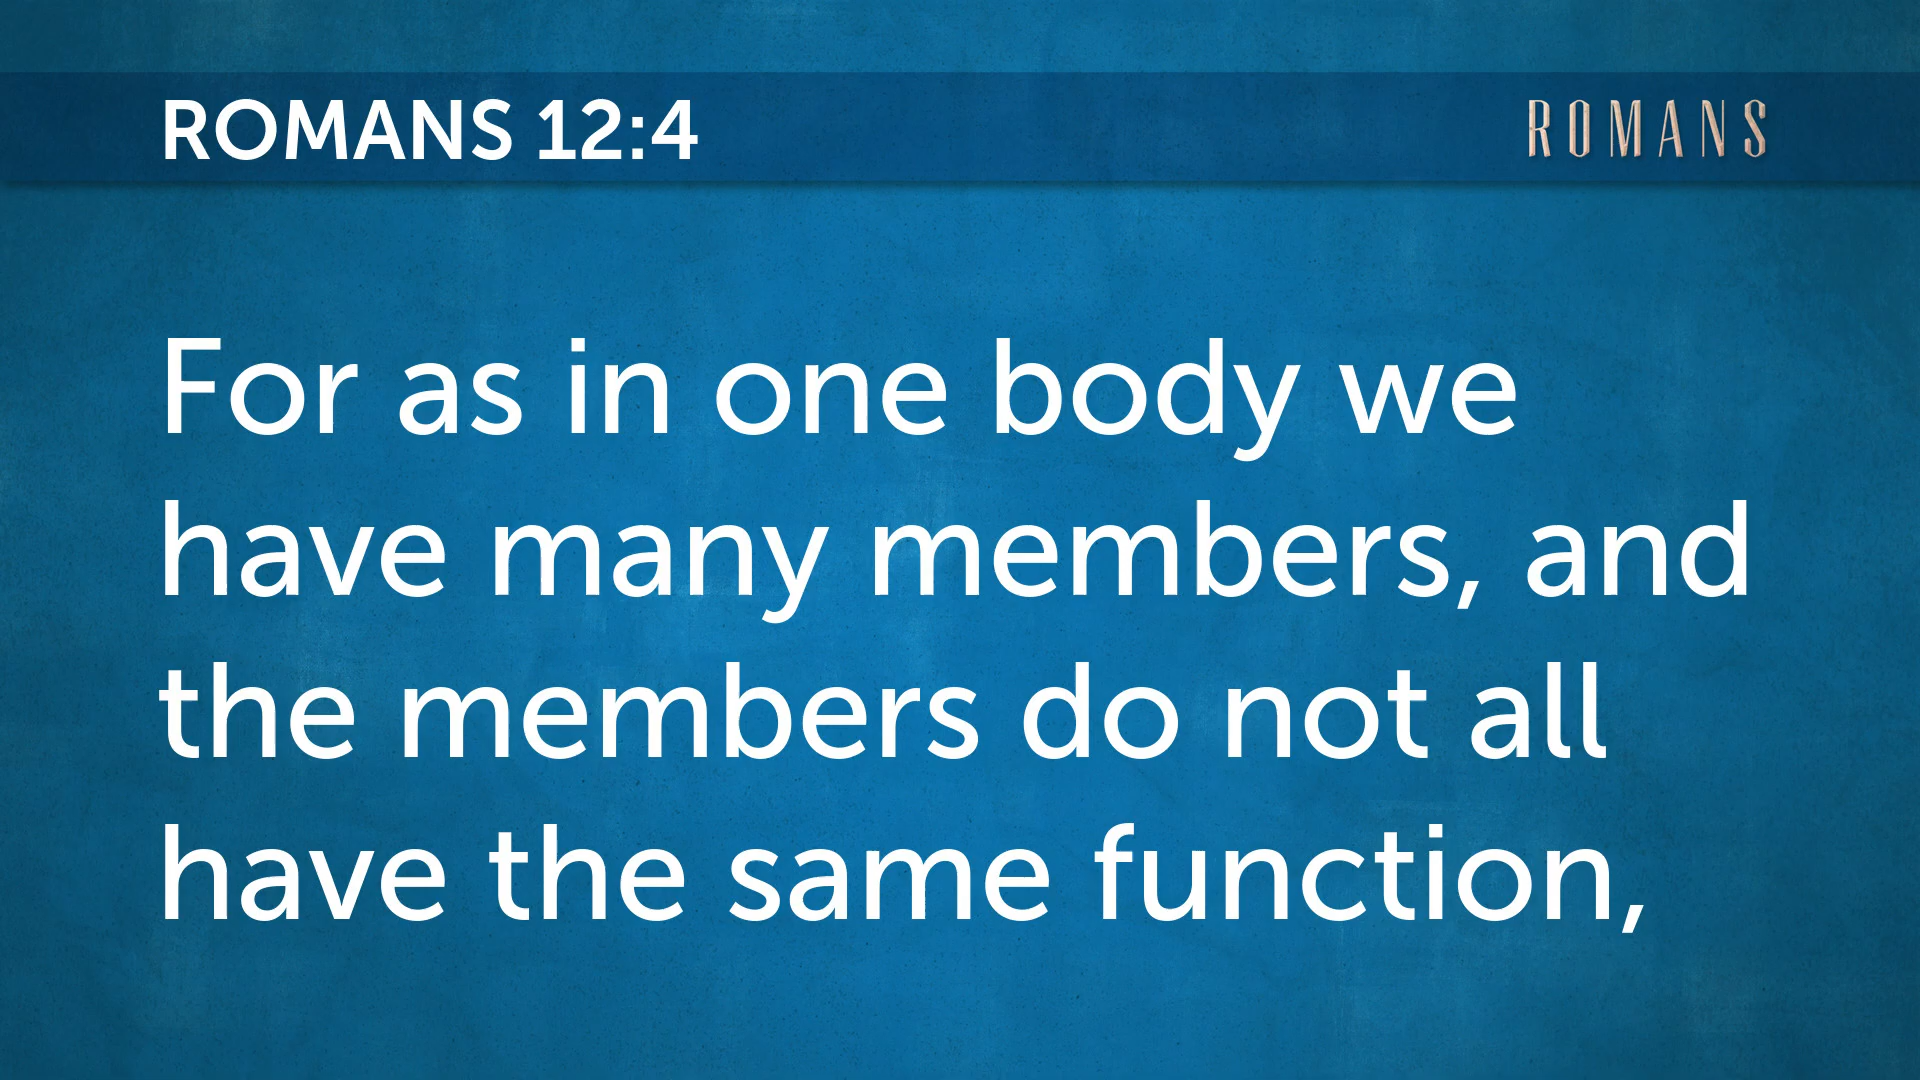 ROMANS 12:4
ROMANS
For as in one body we
have many members, and
the members do not all
have the same function,